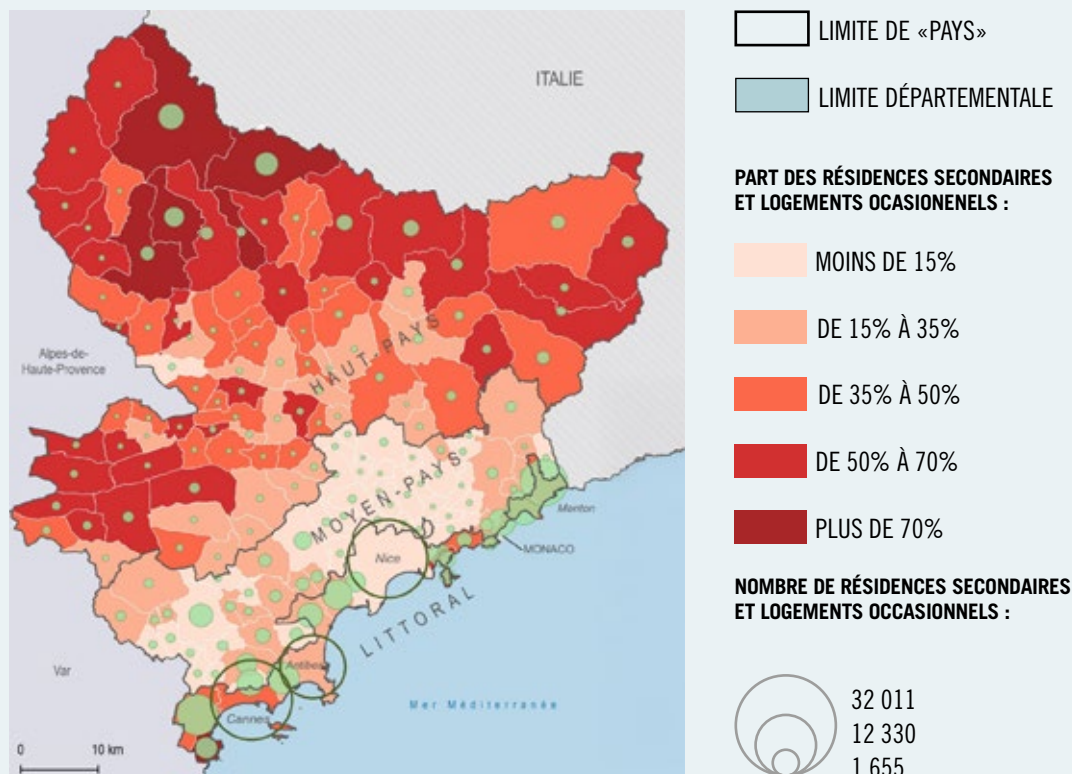 ITALIE
Alpes-de-
Haute-Provence
HAUT-PAYS
MOYEN-PAYS
Menton
MONACO
Nice
LITTORAL
Antibes
Var
Cannes
Mer Méditerranée
0 10 km
LIMITE DE «PAYS»
LIMITE DÉPARTEMENTALE
PART DES RÉSIDENCES SECONDAIRES
ET LOGEMENTS OCASIONENELS :
MOINS DE 15%
DE 15% À 35%
DE 35% À 50%
DE 50% À 70%
PLUS DE 70%
NOMBRE DE RÉSIDENCES SECONDAIRES
ET LOGEMENTS OCCASIONNELS :
32 011
12 330
1 655